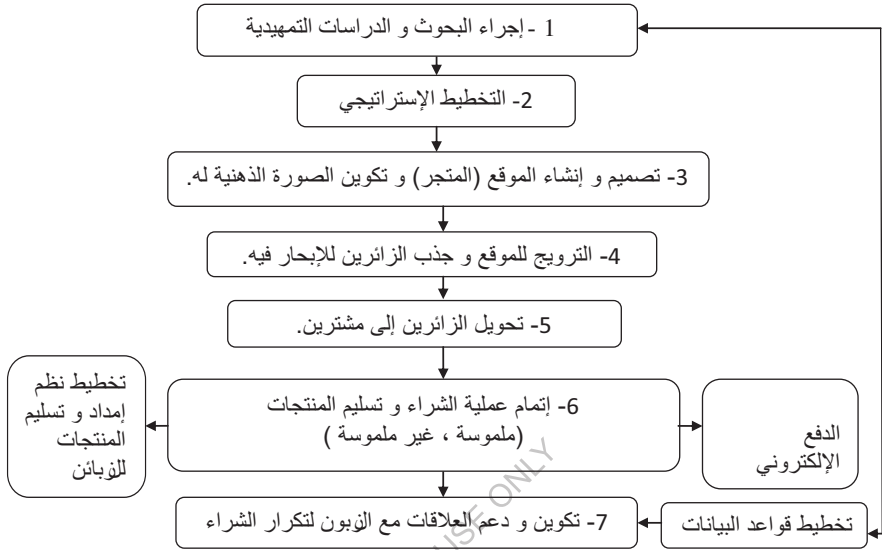 1 - إجراء البحوث و الدراسات التمهيدية
2- التخطيط الإستراتيجي
3- تصميم و إنشاء الموقع (المتجر) و تكوين الصورة الذهنية له.
4- الترويج للموقع و جذب الزائرين للإبحار فيه.
5- تحويل الزائرين إلى مشترين.
6- إتمام عملية الشراء و تسليم المنتجات
(ملموسة ، غير ملموسة )
الدفع
الإلكتروني
تخطيط نظم
إمداد و تسليم
المنتجات
للزبائن
7- تكوين و دعم العلاقات مع الزبون لتكرار الشراء
تخطيط قواعد البيانات
USE ONLY